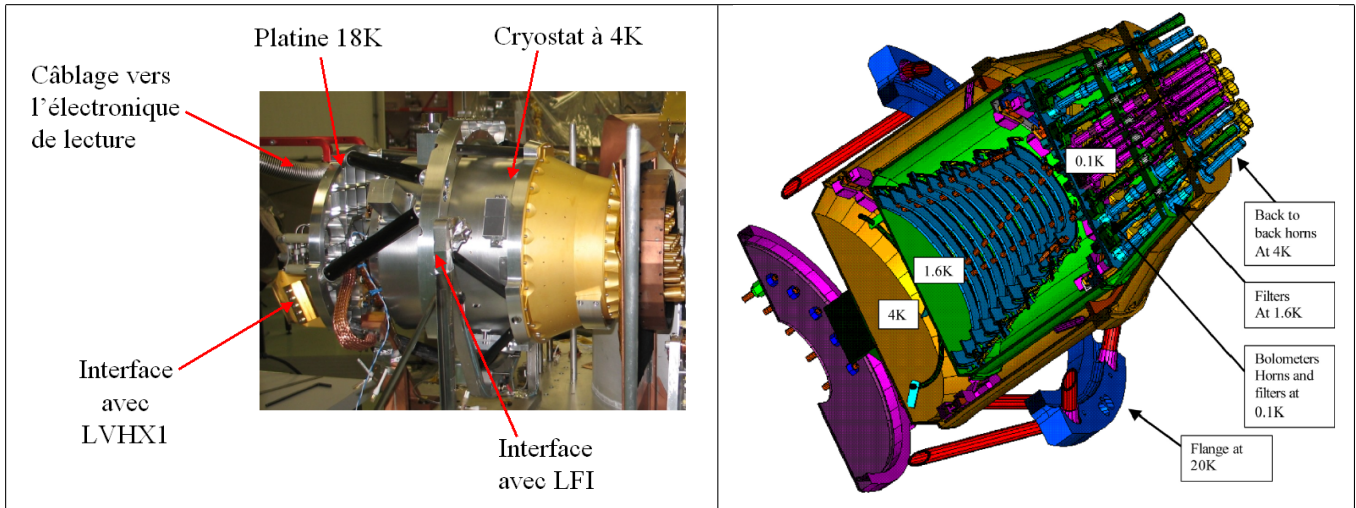 Platine 18K
Cryostat à 4K
Câblage vers
l'électronique
de lecture
Interface
avec
LVHX1
Interface
avec LFI
0.1K
1.6K
4K
Back to
back horns
At 4K
Filters
At 1.6K
Bolometers
Horns and
filters at
0.1K
Flange at
20K